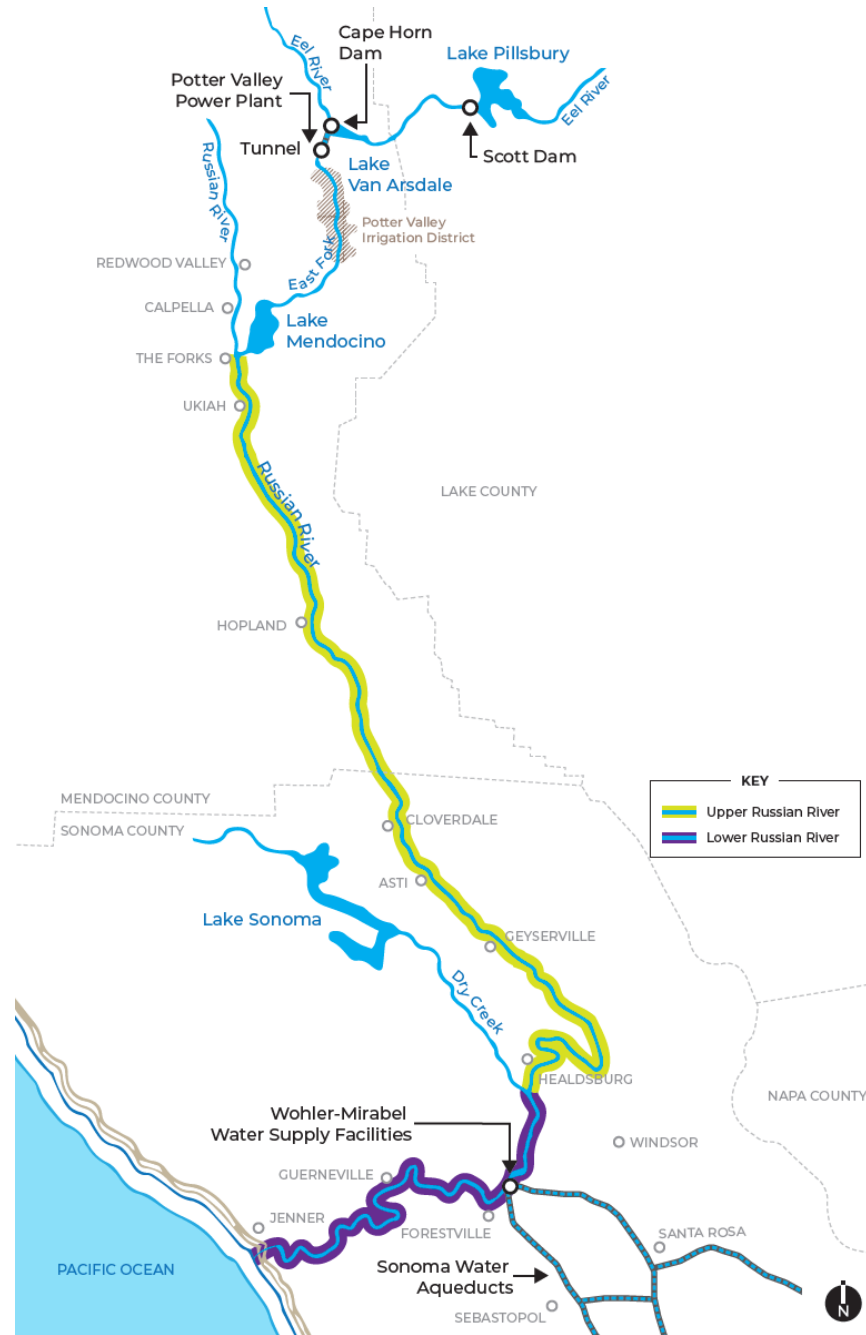 Cape Horn
Dam
Eel River
Lake Pillsbury
Potter Valley
Power Plant
Eel River
Tunnel
Scott Dam
Russian River
Lake
Van Arsdale
Potter Valley
Irrigation District
REDWOOD VALLEY
East Fork
CALPELLA
Lake
Mendocino
THE FORKS
UKIAH
Russian River
LAKE COUNTY
HOPLAND
KEY
Upper Russian River
Lower Russian River
MENDOCINO COUNTY
SONOMA COUNTY
CLOVERDALE
ASTI
Lake Sonoma
GEYSERVILLE
Dry Creek
HEALDSBURG
NAPA COUNTY
Wohler-Mirabel
Water Supply Facilities
WINDSOR
GUERNEVILLE
JENNER
FORESTVILLE
SANTA ROSA
PACIFIC OCEAN
Sonoma Water
Aqueducts
SEBASTOPOL
N